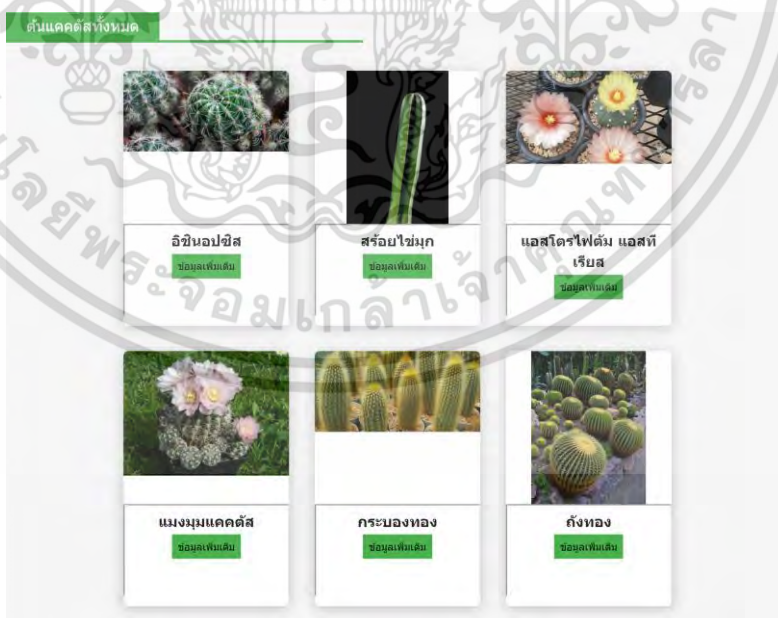 ต้นแคคตัสทั้งหมด
อิชินอปซิส
ข้อมูลเพิ่มเติม
สร้อยไข่มุก
ข้อมูลเพิ่มเติม
แอสโตรไฟตัม แอสที
เรียส
ข้อมูลเพิ่มเติม
แมงมุมแคคตัส
ข้อมูลเพิ่มเติม
กระบองทอง
ข้อมูลเพิ่มเติม
ถังทอง
ข้อมูลเพิ่มเติม